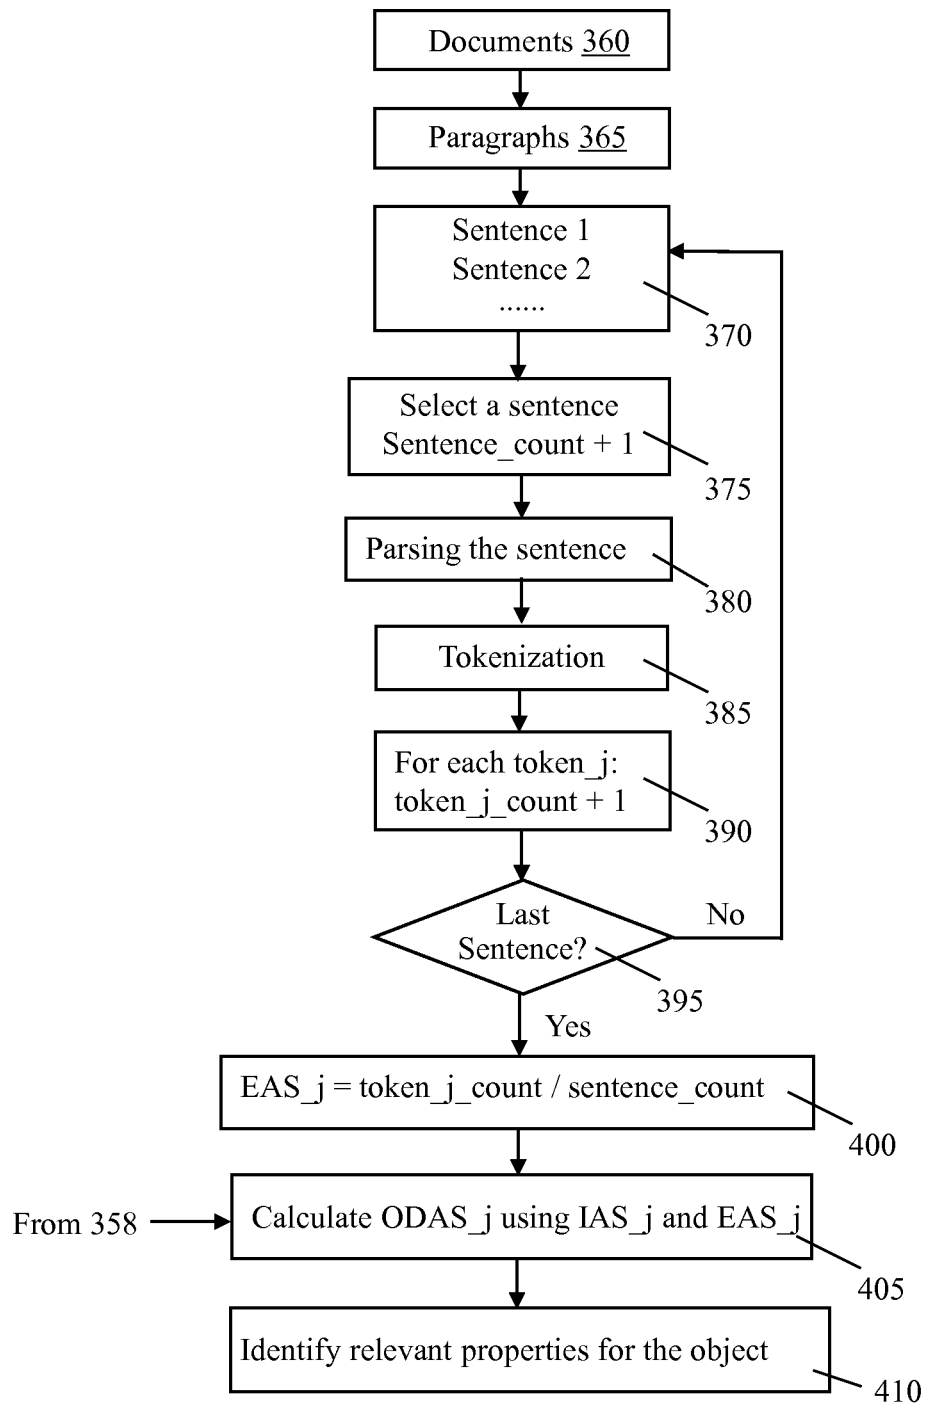 Documents 360
Paragraphs 365
Sentence 1
Sentence 2
......
370
Select a sentence
Sentence_count + 1
375
Parsing the sentence
380
Tokenization
385
For each token_j:
token_j_count + 1
390
Last
Sentence?
No
395
Yes
EAS_j = token_j_count / sentence_count
400
From 358
Calculate ODAS_j using IAS_j and EAS_j
405
Identify relevant properties for the object
410